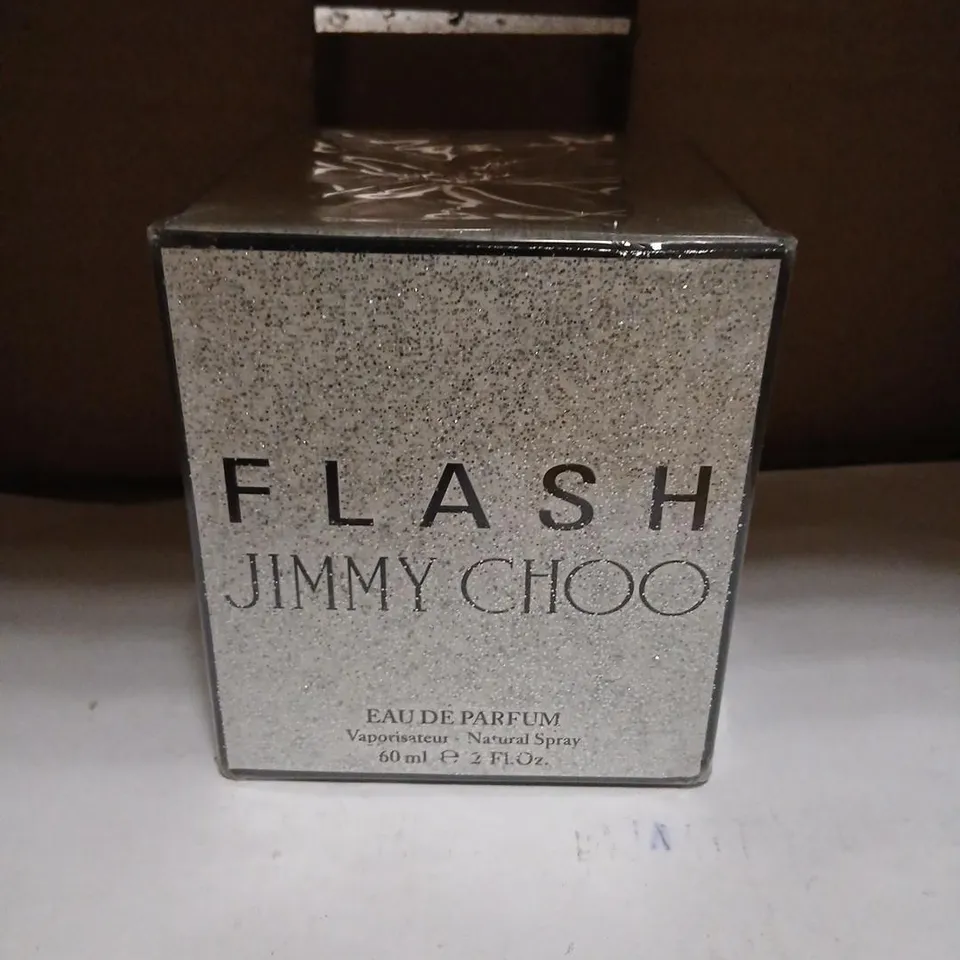 FLASH
JIMMY CHOO
EAU DE PARFUM
Vaporisateur - Natural Spray
60 ml ℮ 2 Fl.Oz.